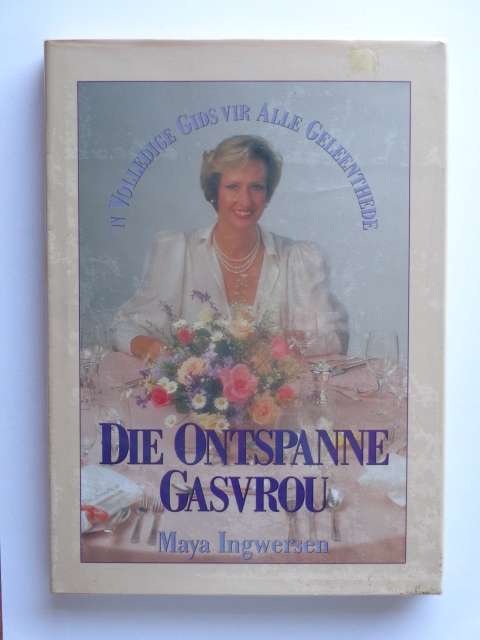 'n Volledige Gids vir Alle Geleenthede
Die Ontspanne
Gasvrou
Maya Ingwersen